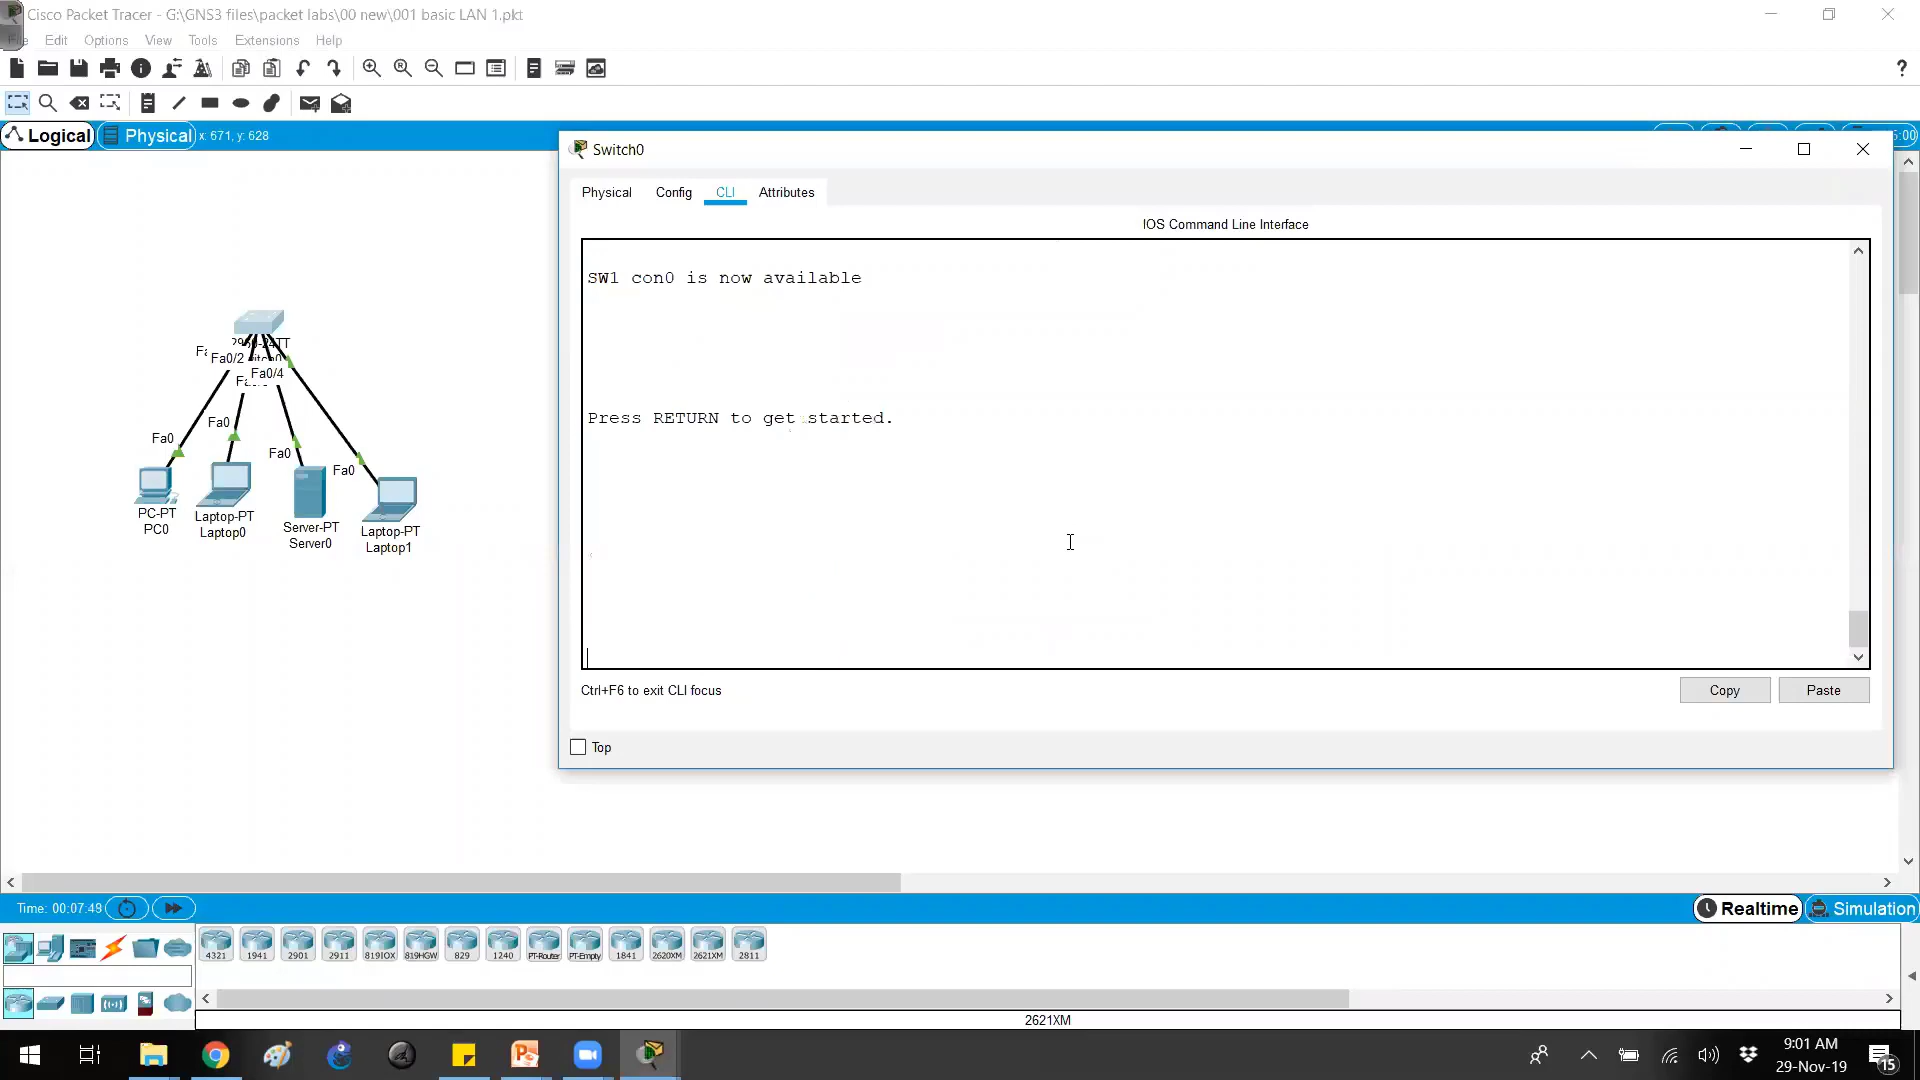 Cisco Packet Tracer - G:\GNS3 files\packet labs\00 new\001 basic LAN 1.pkt
Edit Options View Tools Extensions Help
?
Logical Physical x: 671, y: 628
5:00
Switch0
Physical Config CLI Attributes
IOS Command Line Interface
SW1 con0 is now available
Press RETURN to get started.
Ctrl+F6 to exit CLI focus
Copy Paste
Top
Fa0/2
Fa0/4
Fa0
Fa0
Fa0
Fa0
PC-PT
PC0
Laptop-PT
Laptop0
Server-PT
Server0
Laptop-PT
Laptop1
Time: 00:07:49
Realtime Simulation
4321 1941 2901 2911 819IOX 819HGW 829 1240 PT-Router PT-Empty 1841 2620XM 2621XM 2811
2621XM
9:01 AM
29-Nov-19
15